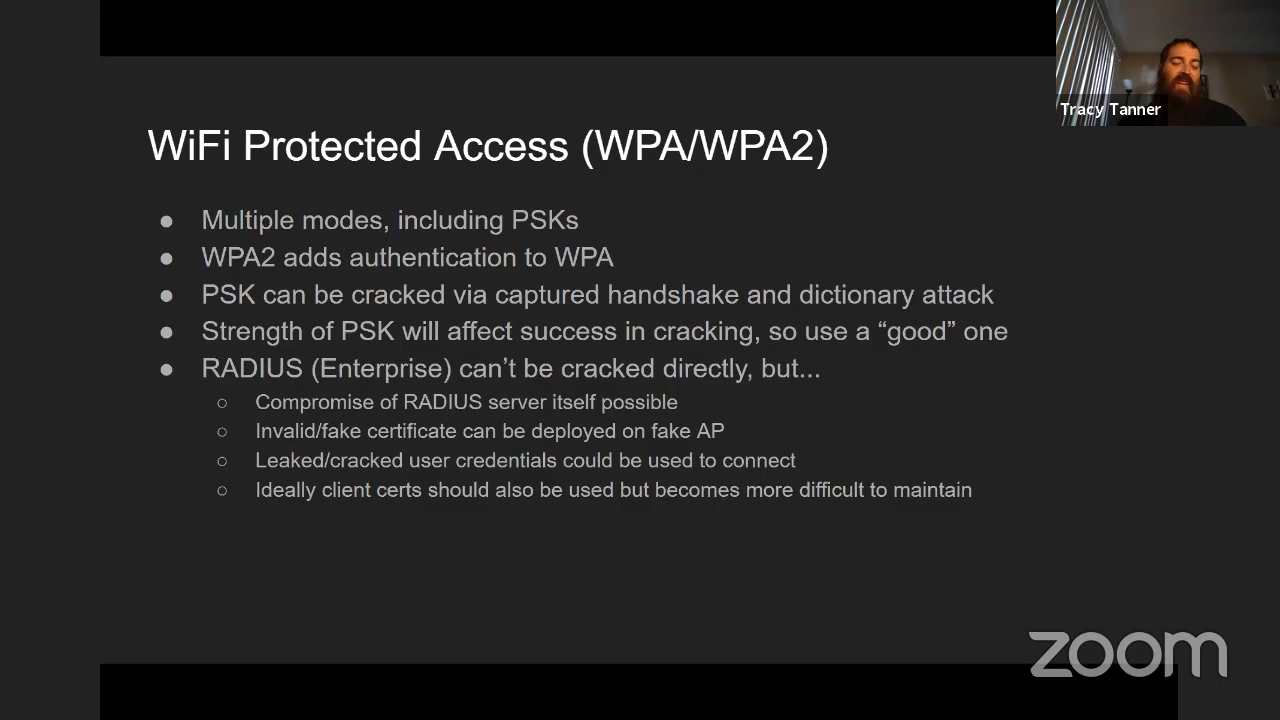 Tracy Tanner
WiFi Protected Access (WPA/WPA2)
● Multiple modes, including PSKs
● WPA2 adds authentication to WPA
● PSK can be cracked via captured handshake and dictionary attack
● Strength of PSK will affect success in cracking, so use a “good” one
● RADIUS (Enterprise) can’t be cracked directly, but...
○ Compromise of RADIUS server itself possible
○ Invalid/fake certificate can be deployed on fake AP
○ Leaked/cracked user credentials could be used to connect
○ Ideally client certs should also be used but becomes more difficult to maintain
zoom